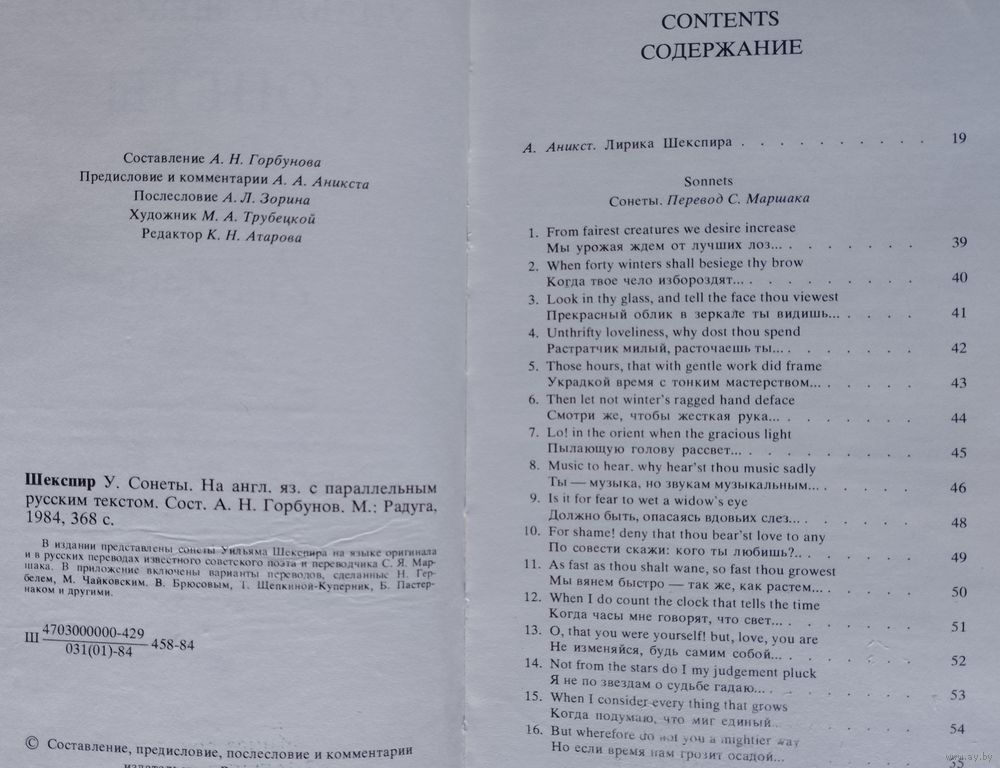 Составление А. Н. Горбунова
Предисловие и комментарии А. А. Аникста
Послесловие А. Л. Зорина
Художник М. А. Трубецкой
Редактор К. Н. Атарова
Шекспир У. Сонеты. На англ. яз. с параллельным
русским текстом. Сост. А. Н. Горбунов. М.: Радуга,
1984, 368 с.
В издании представлены сонеты Уильяма Шекспира на языке оригинала
и в русских переводах известного советского поэта и переводчика С. Я. Мар-
шака. В приложение включены варианты переводов, сделанные Н. Гер-
белем, М. Чайковским. В. Брюсовым, Т. Щепкиной-Куперник, Б. Пастер-
наком и другими.
Ш 4703000000-429
031(01)-84
458-84
© Составление, предисловие, послесловие и комментарии
CONTENTS
СОДЕРЖАНИЕ
А. Аникст. Лирика Шекспира . . . . . . . . . . 19
Sonnets
Сонеты. Перевод С. Маршака
1. From fairest creatures we desire increase
Мы урожая ждем от лучших лоз... . . . . . . . 39
2. When forty winters shall besiege thy brow
Когда твое чело избороздят... . . . . . . . . 40
3. Look in thy glass, and tell the face thou viewest
Прекрасный облик в зеркале ты видишь... . . . . 41
4. Unthrifty loveliness, why dost thou spend
Растратчик милый, расточаешь ты... . . . . . . . 42
5. Those hours, that with gentle work did frame
Украдкой время с тонким мастерством... . . . . . 43
6. Then let not winter's ragged hand deface
Смотри же, чтобы жесткая рука... . . . . . . . 44
7. Lo! in the orient when the gracious light
Пылающую голову рассвет... . . . . . . . . 45
8. Music to hear. why hear'st thou music sadly
Ты — музыка, но звукам музыкальным... . . . . . 46
9. Is it for fear to wet a widow's eye
Должно быть, опасаясь вдовьих слез... . . . . . . 48
10. For shame! deny that thou bear'st love to any
По совести скажи: кого ты любишь?.. . . . . . . 49
11. As fast as thou shalt wane, so fast thou growest
Мы вянем быстро — так же, как растем... . . . . . 50
12. When I do count the clock that tells the time
Когда часы мне говорят, что свет... . . . . . . . 51
13. O, that you were yourself! but, love, you are
Не изменяйся, будь самим собой... . . . . . . . 52
14. Not from the stars do I my judgement pluck
Я не по звездам о судьбе гадаю... . . . . . . . 53
15. When I consider every thing that grows
Когда подумаю, что миг единый . . . . . . . 54
16. But wherefore do not you a mightier way
Но если время нам грозит осадой... . . . . . . 55
www.ay.by